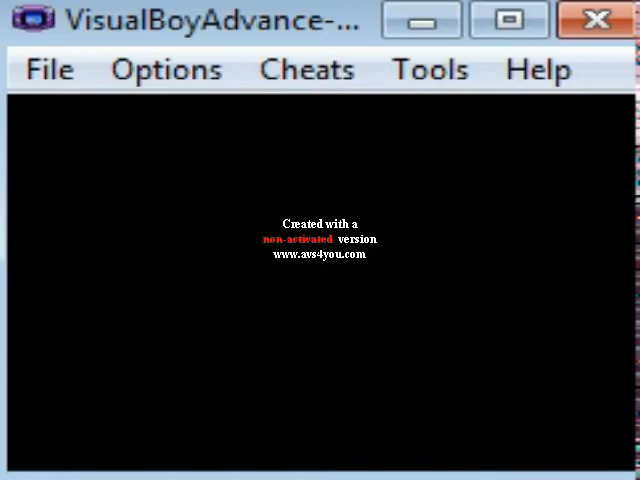 VisualBoyAdvance-...
File Options Cheats Tools Help
Created with a
non-activated version
www.avs4you.com